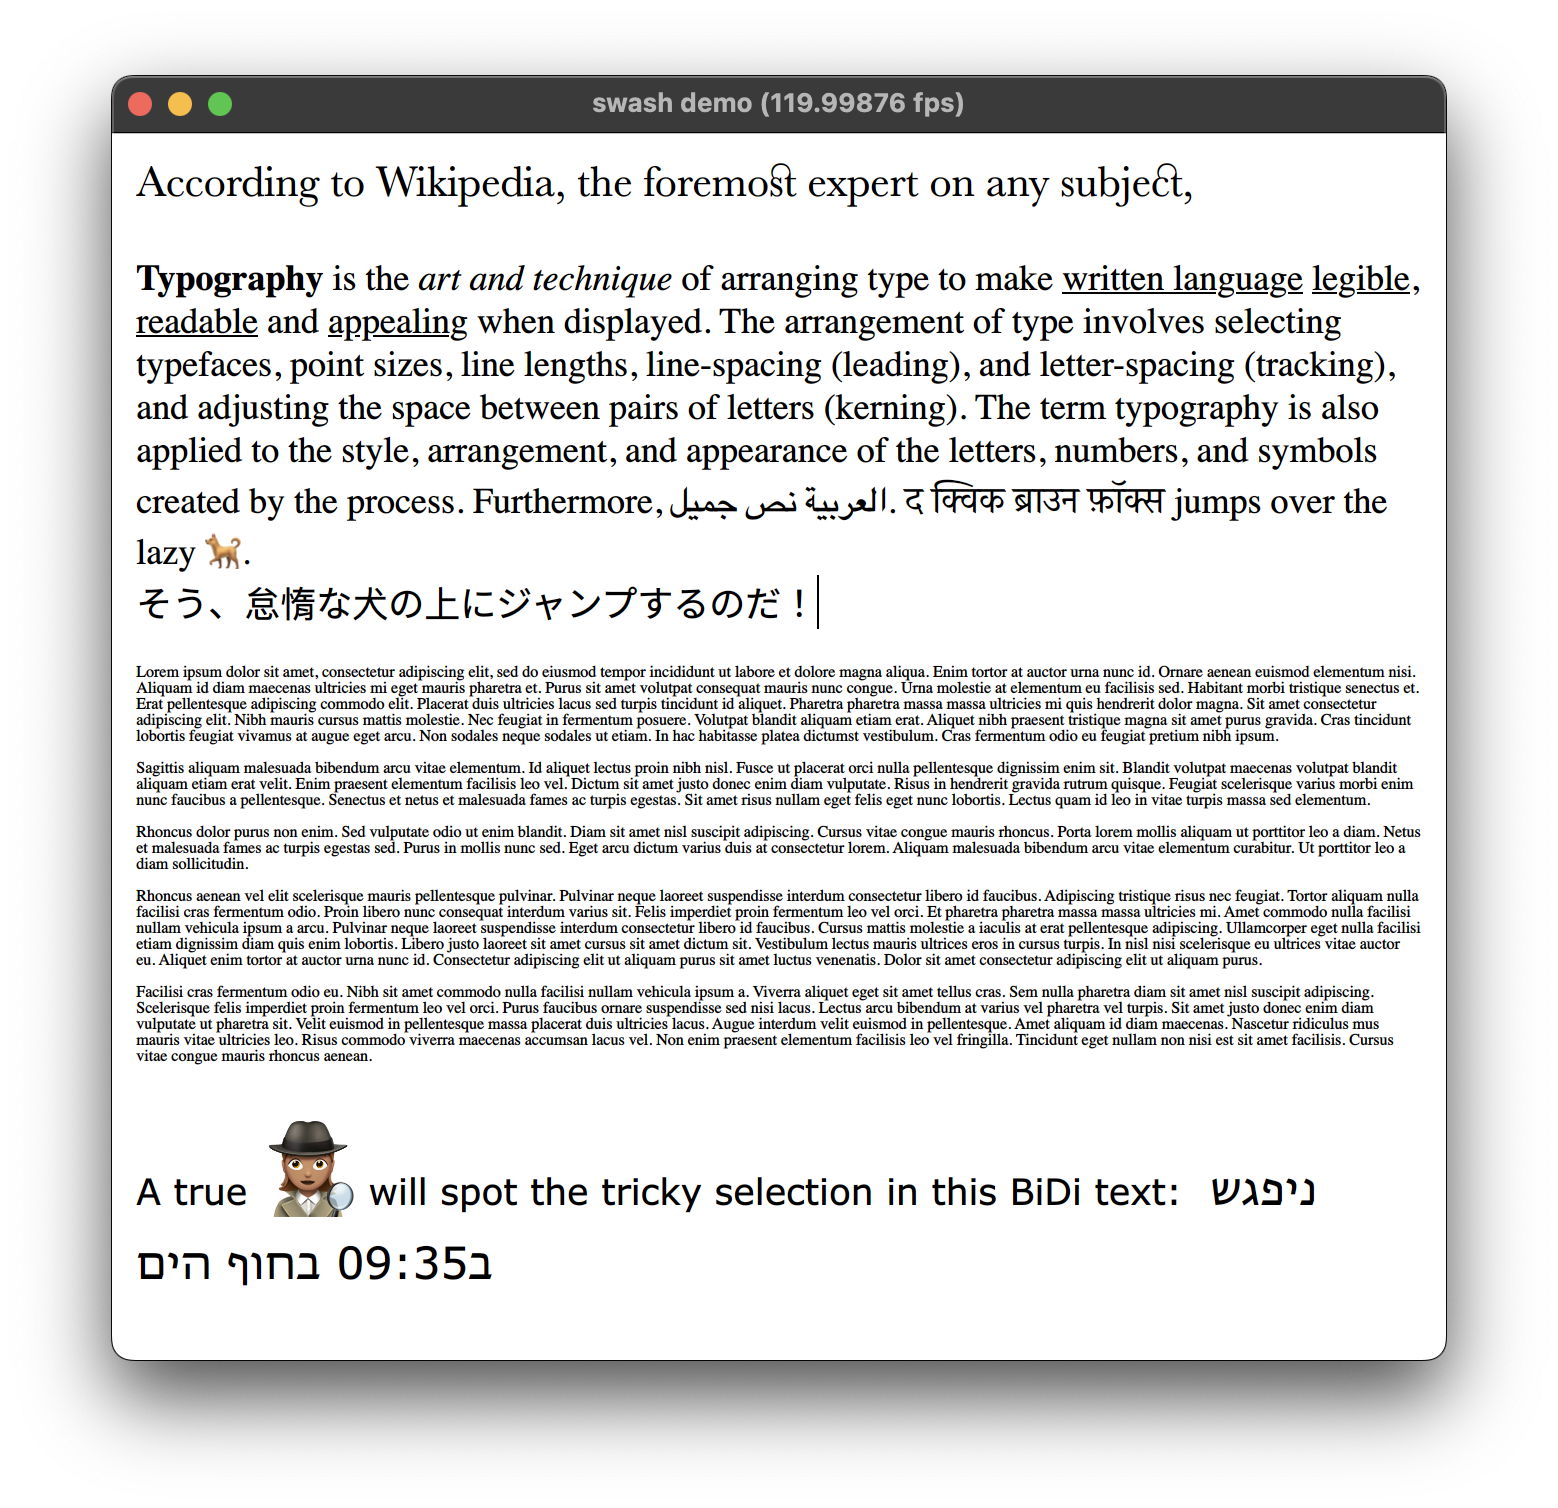 swash demo (119.99876 fps)
According to Wikipedia, the foremost expert on any subject,
Typography is the art and technique of arranging type to make written language legible,
readable and appealing when displayed. The arrangement of type involves selecting
typefaces, point sizes, line lengths, line-spacing (leading), and letter-spacing (tracking),
and adjusting the space between pairs of letters (kerning). The term typography is also
applied to the style, arrangement, and appearance of the letters, numbers, and symbols
created by the process. Furthermore, العربية نص جميل. द क्विक ब्राउन फ़ॉक्स jumps over the
lazy 🐕.
そう、怠惰な犬の上にジャンプするのだ！
Lorem ipsum dolor sit amet, consectetur adipiscing elit, sed do eiusmod tempor incididunt ut labore et dolore magna aliqua. Enim tortor at auctor urna nunc id. Ornare aenean euismod elementum nisi.
Aliquam id diam maecenas ultricies mi eget mauris pharetra et. Purus sit amet volutpat consequat mauris nunc congue. Urna molestie at elementum eu facilisis sed. Habitant morbi tristique senectus et.
Erat pellentesque adipiscing commodo elit. Placerat duis ultricies lacus sed turpis tincidunt id aliquet. Pharetra pharetra massa massa ultricies mi quis hendrerit dolor magna. Sit amet consectetur
adipiscing elit. Nibh mauris cursus mattis molestie. Nec feugiat in fermentum posuere. Volutpat blandit aliquam etiam erat. Aliquet nibh praesent tristique magna sit amet purus gravida. Cras tincidunt
lobortis feugiat vivamus at augue eget arcu. Non sodales neque sodales ut etiam. In hac habitasse platea dictumst vestibulum. Cras fermentum odio eu feugiat pretium nibh ipsum.
Sagittis aliquam malesuada bibendum arcu vitae elementum. Id aliquet lectus proin nibh nisl. Fusce ut placerat orci nulla pellentesque dignissim enim sit. Blandit volutpat maecenas volutpat blandit
aliquam etiam erat velit. Enim praesent elementum facilisis leo vel. Dictum sit amet justo donec enim diam vulputate. Risus in hendrerit gravida rutrum quisque. Feugiat scelerisque varius morbi enim
nunc faucibus a pellentesque. Senectus et netus et malesuada fames ac turpis egestas. Sit amet risus nullam eget felis eget nunc lobortis. Lectus quam id leo in vitae turpis massa sed elementum.
Rhoncus dolor purus non enim. Sed vulputate odio ut enim blandit. Diam sit amet nisl suscipit adipiscing. Cursus vitae congue mauris rhoncus. Porta lorem mollis aliquam ut porttitor leo a diam. Netus
et malesuada fames ac turpis egestas sed. Purus in mollis nunc sed. Eget arcu dictum varius duis at consectetur lorem. Aliquam malesuada bibendum arcu vitae elementum curabitur. Ut porttitor leo a
diam sollicitudin.
Rhoncus aenean vel elit scelerisque mauris pellentesque pulvinar. Pulvinar neque laoreet suspendisse interdum consectetur libero id faucibus. Adipiscing tristique risus nec feugiat. Tortor aliquam nulla
facilisi cras fermentum odio. Proin libero nunc consequat interdum varius sit. Felis imperdiet proin fermentum leo vel orci. Et pharetra pharetra massa massa ultricies mi. Amet commodo nulla facilisi
nullam vehicula ipsum a arcu. Pulvinar neque laoreet suspendisse interdum consectetur libero id faucibus. Cursus mattis molestie a iaculis at erat pellentesque adipiscing. Ullamcorper eget nulla facilisi
etiam dignissim diam quis enim lobortis. Libero justo laoreet sit amet cursus sit amet dictum sit. Vestibulum lectus mauris ultrices eros in cursus turpis. In nisl nisi scelerisque eu ultrices vitae auctor
eu. Aliquet enim tortor at auctor urna nunc id. Consectetur adipiscing elit ut aliquam purus sit amet luctus venenatis. Dolor sit amet consectetur adipiscing elit ut aliquam purus.
Facilisi cras fermentum odio eu. Nibh sit amet commodo nulla facilisi nullam vehicula ipsum a. Viverra aliquet eget sit amet tellus cras. Sem nulla pharetra diam sit amet nisl suscipit adipiscing.
Scelerisque felis imperdiet proin fermentum leo vel orci. Purus faucibus ornare suspendisse sed nisi lacus. Lectus arcu bibendum at varius vel pharetra vel turpis. Sit amet justo donec enim diam
vulputate ut pharetra sit. Velit euismod in pellentesque massa placerat duis ultricies lacus. Augue interdum velit euismod in pellentesque. Amet aliquam id diam maecenas. Nascetur ridiculus mus
mauris vitae ultricies leo. Risus commodo viverra maecenas accumsan lacus vel. Non enim praesent elementum facilisis leo vel fringilla. Tincidunt eget nullam non nisi est sit amet facilisis. Cursus
vitae congue mauris rhoncus aenean.
A true 🕵🏽‍♀️ will spot the tricky selection in this BiDi text: ניפגש
ב09:35 בחוף הים